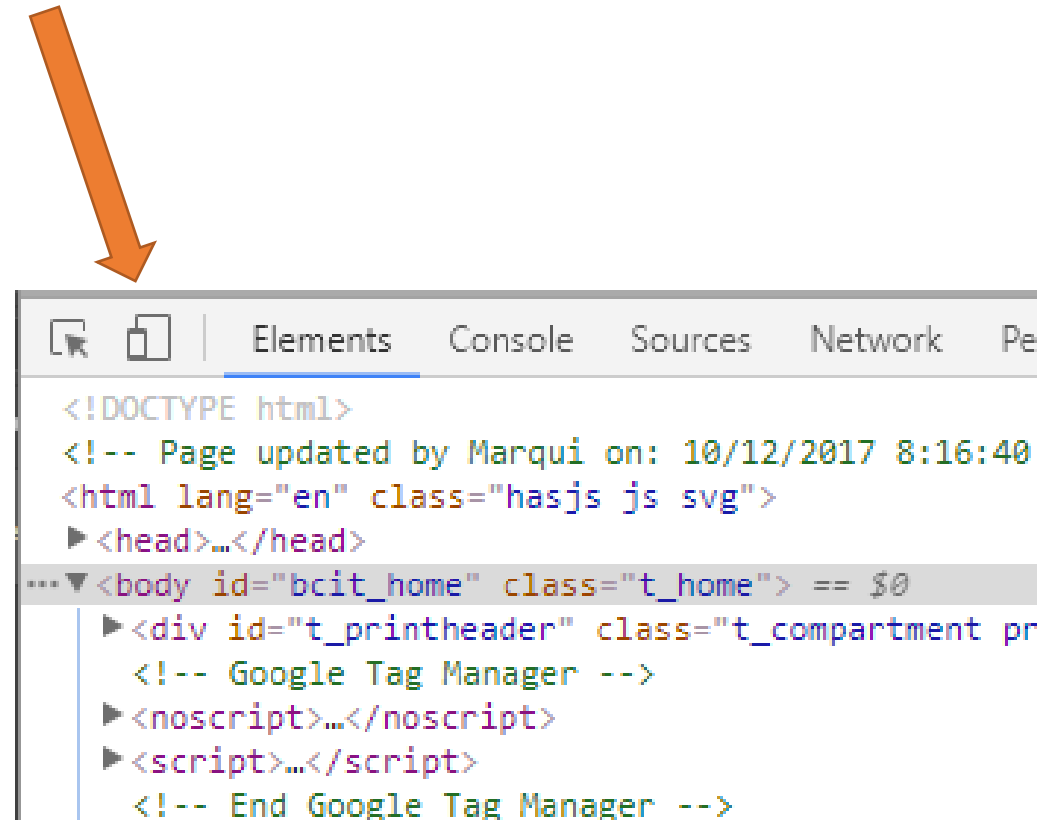 Elements Console Sources Network Pe
<!DOCTYPE html>
<!-- Page updated by Marqui on: 10/12/2017 8:16:40
<html lang="en" class="hasjs js svg">
▶<head>…</head>
…▼<body id="bcit_home" class="t_home"> == $0
▶<div id="t_printheader" class="t_compartment pr
<!-- Google Tag Manager -->
▶<noscript>…</noscript>
▶<script>…</script>
<!-- End Google Tag Manager -->